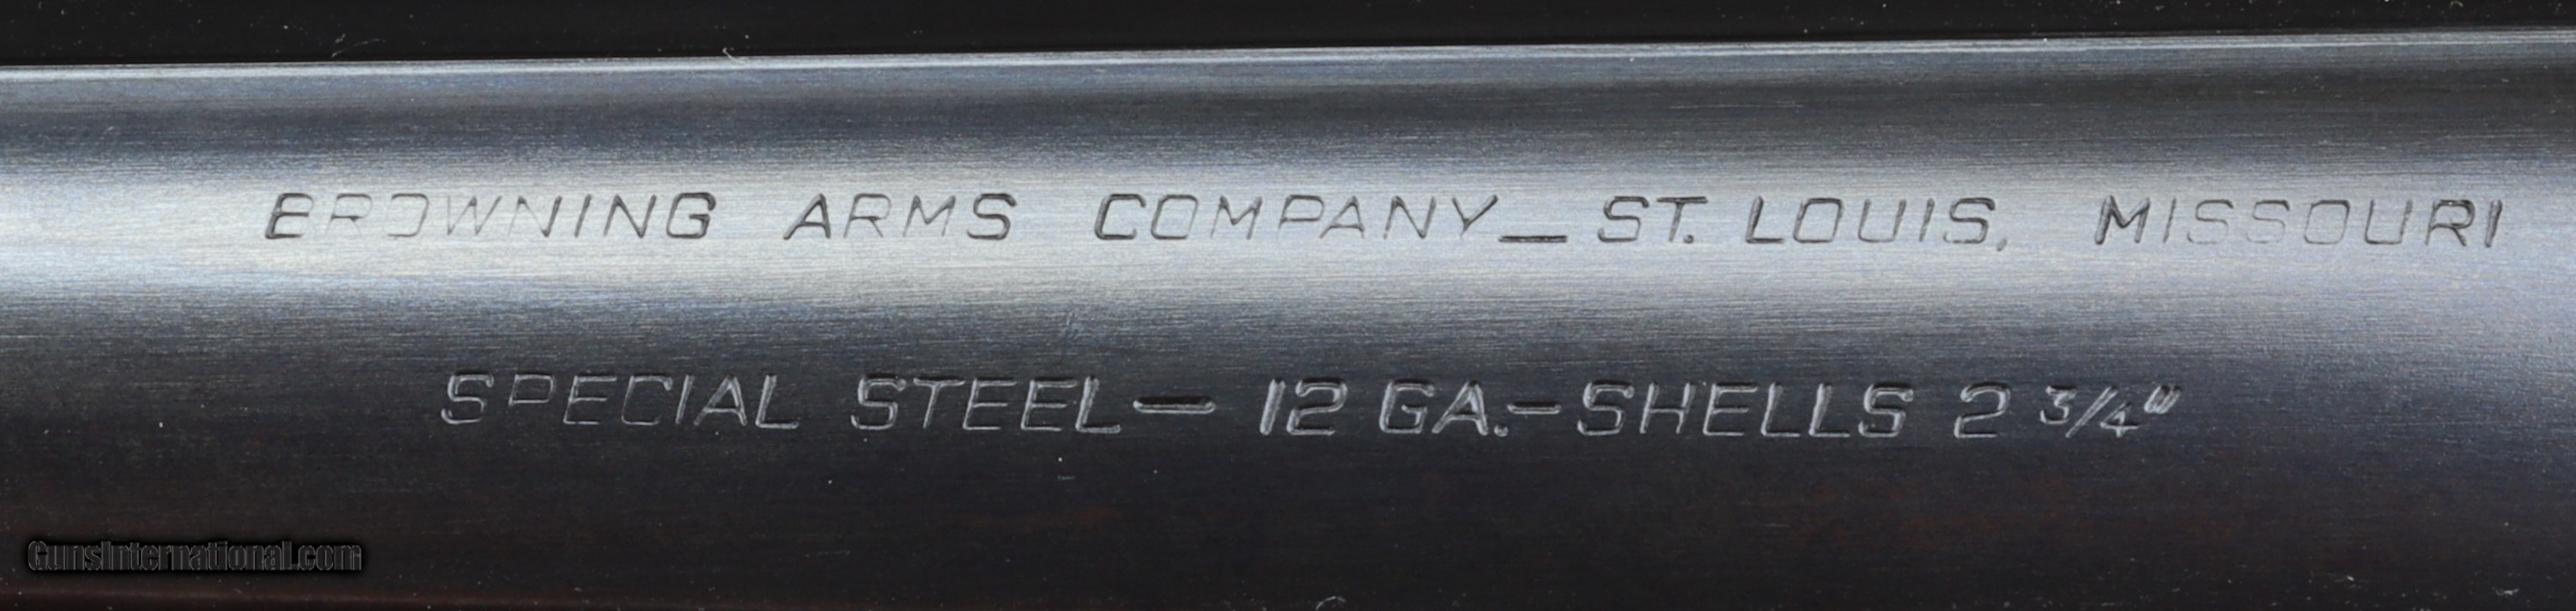 BROWNING ARMS COMPANY_ST. LOUIS, MISSOURI
SPECIAL STEEL— 12 GA.—SHELLS 2 3/4"
GunsInternational.com